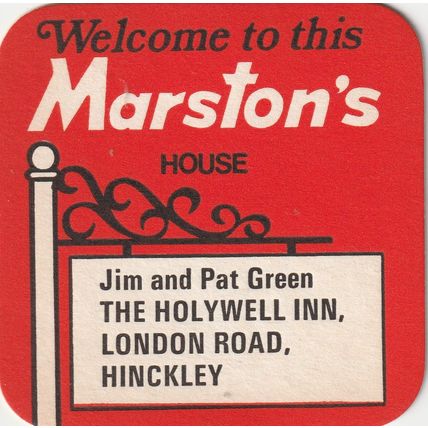 Welcome to this
Marston's
HOUSE
Jim and Pat Green
THE HOLYWELL INN,
LONDON ROAD,
HINCKLEY